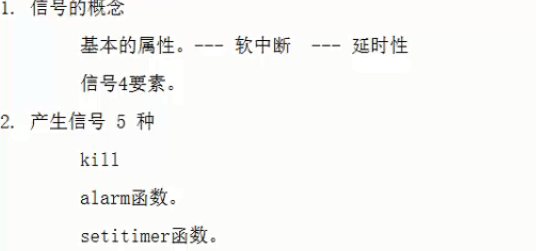 1. 信号的概念
基本的属性。--- 软中断 --- 延时性
信号4要素。
2. 产生信号 5 种
kill
alarm函数。
setitimer函数。